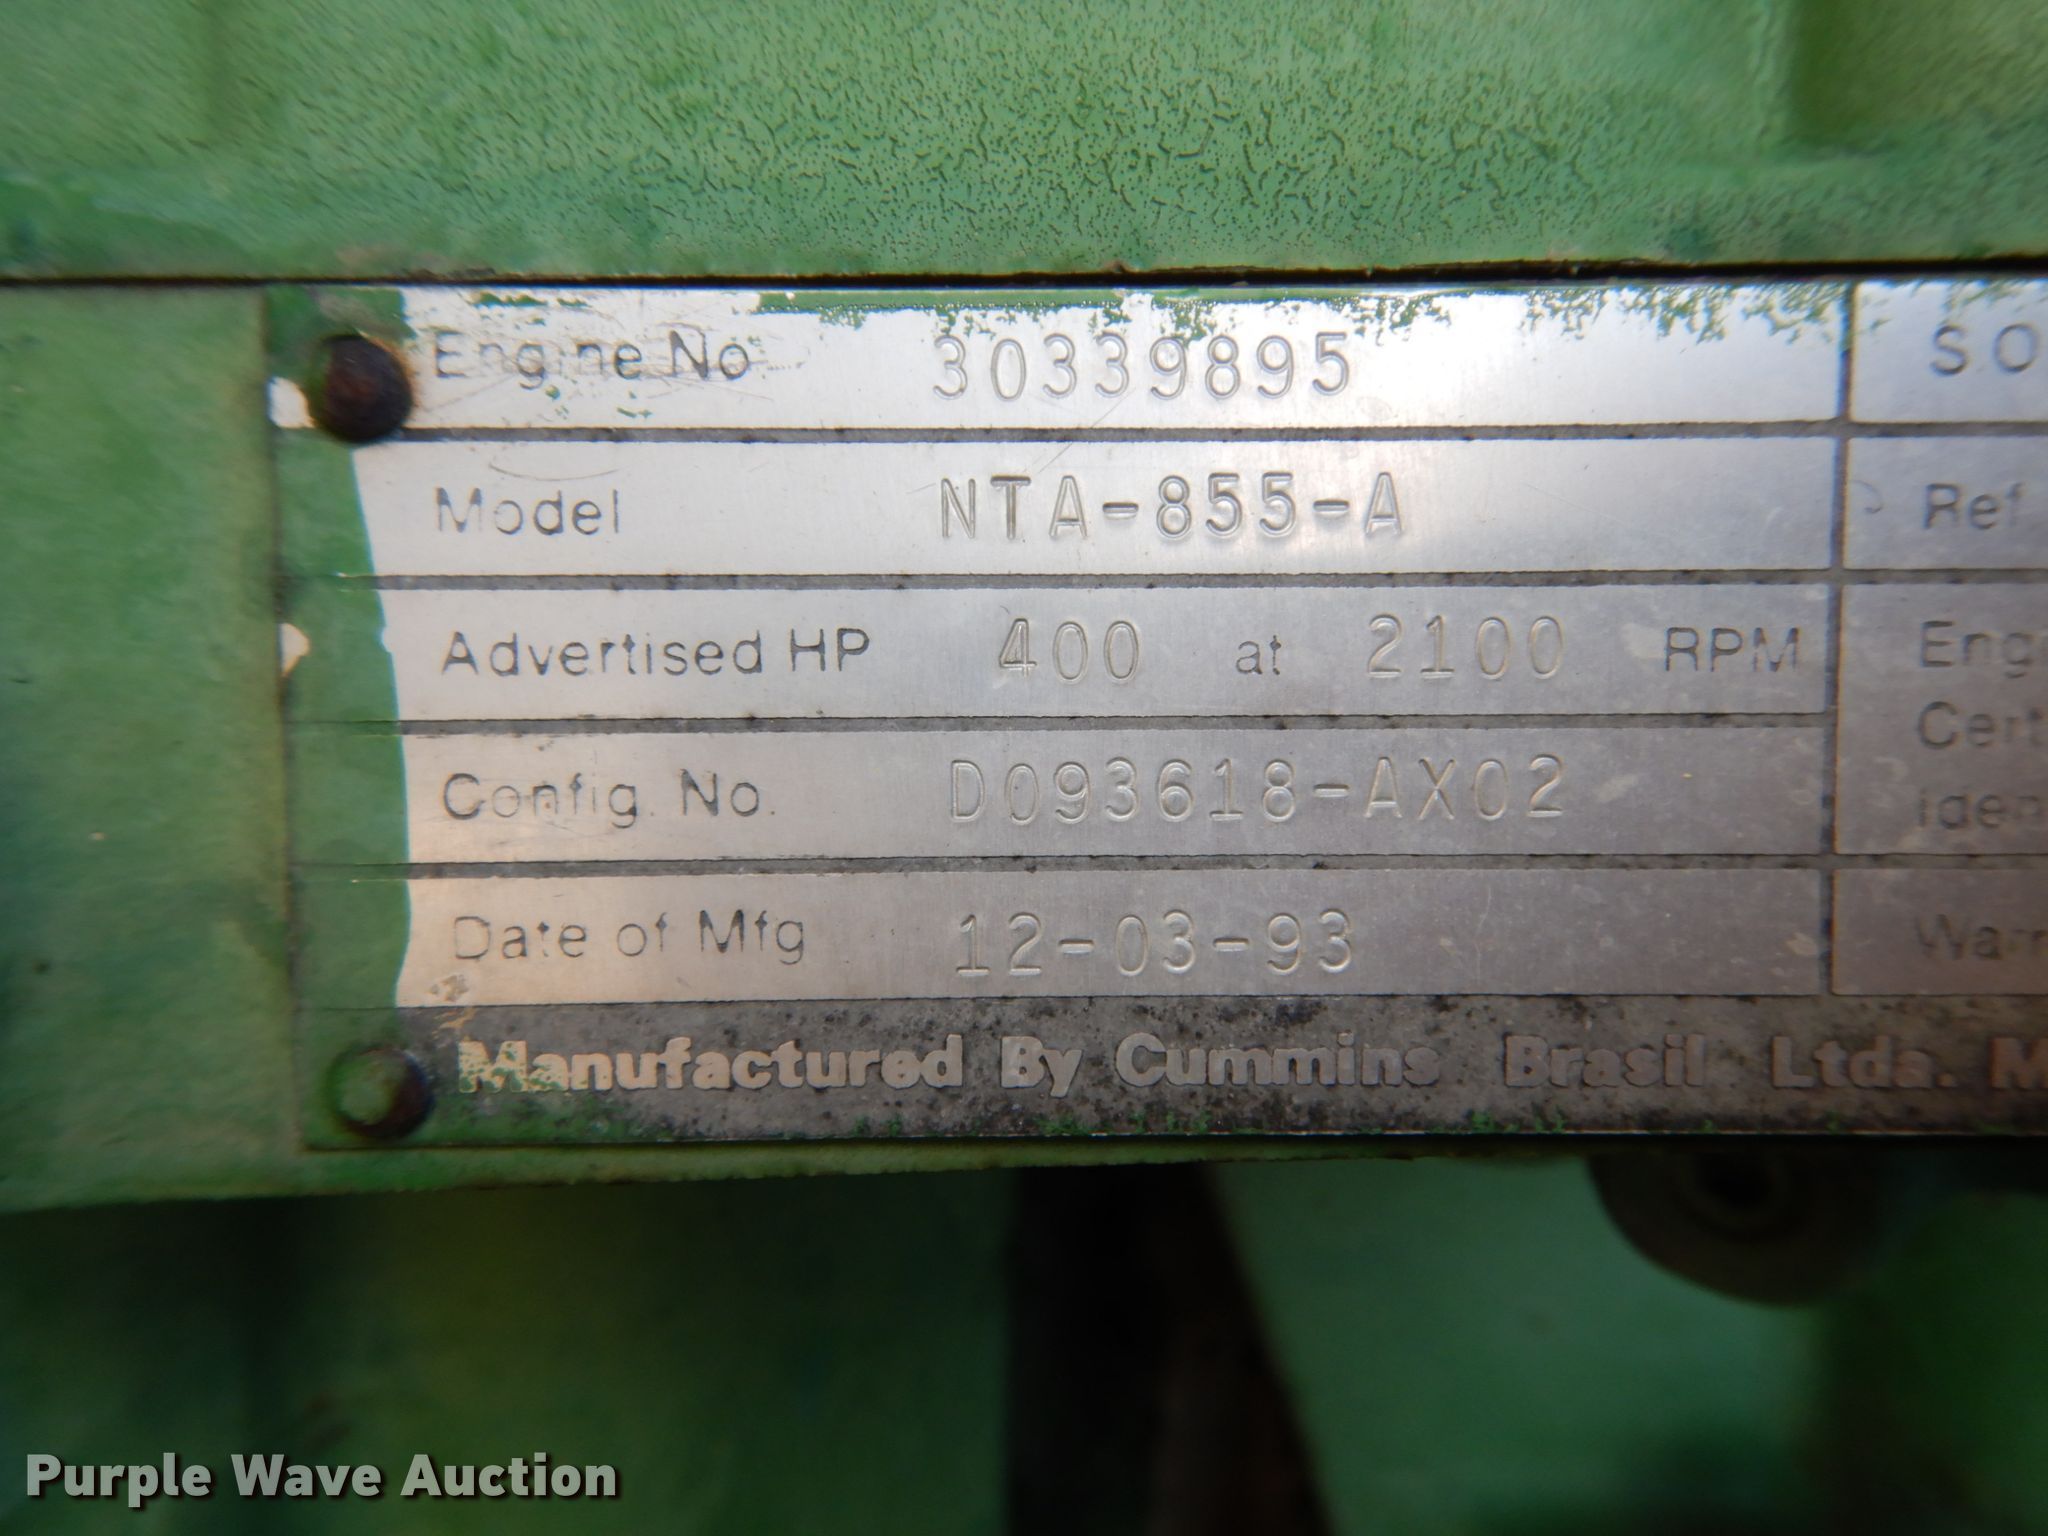 Engine No 30339895 S.O
Model NTA-855-A Ref
Advertised HP 400 at 2100 RPM
Config. No. D093618-AX02
Date of Mfg 12-03-93
Manufactured By Cummins Brasil Ltda. M
Purple Wave Auction